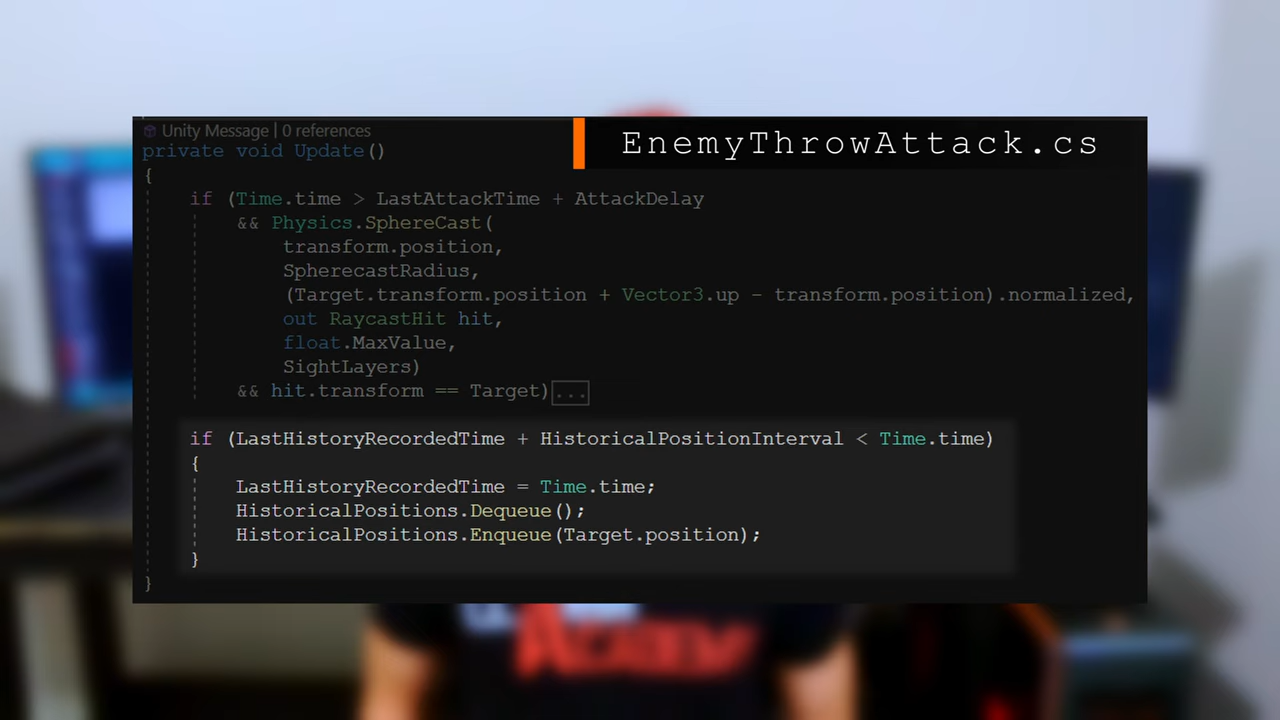 EnemyThrowAttack.cs
Unity Message | 0 references
private void Update()
{
if (Time.time > LastAttackTime + AttackDelay
&& Physics.SphereCast(
transform.position,
SpherecastRadius,
(Target.transform.position + Vector3.up - transform.position).normalized,
out RaycastHit hit,
float.MaxValue,
SightLayers)
&& hit.transform == Target)...
if (LastHistoryRecordedTime + HistoricalPositionInterval < Time.time)
{
LastHistoryRecordedTime = Time.time;
HistoricalPositions.Dequeue();
HistoricalPositions.Enqueue(Target.position);
}
}
ACADEMY